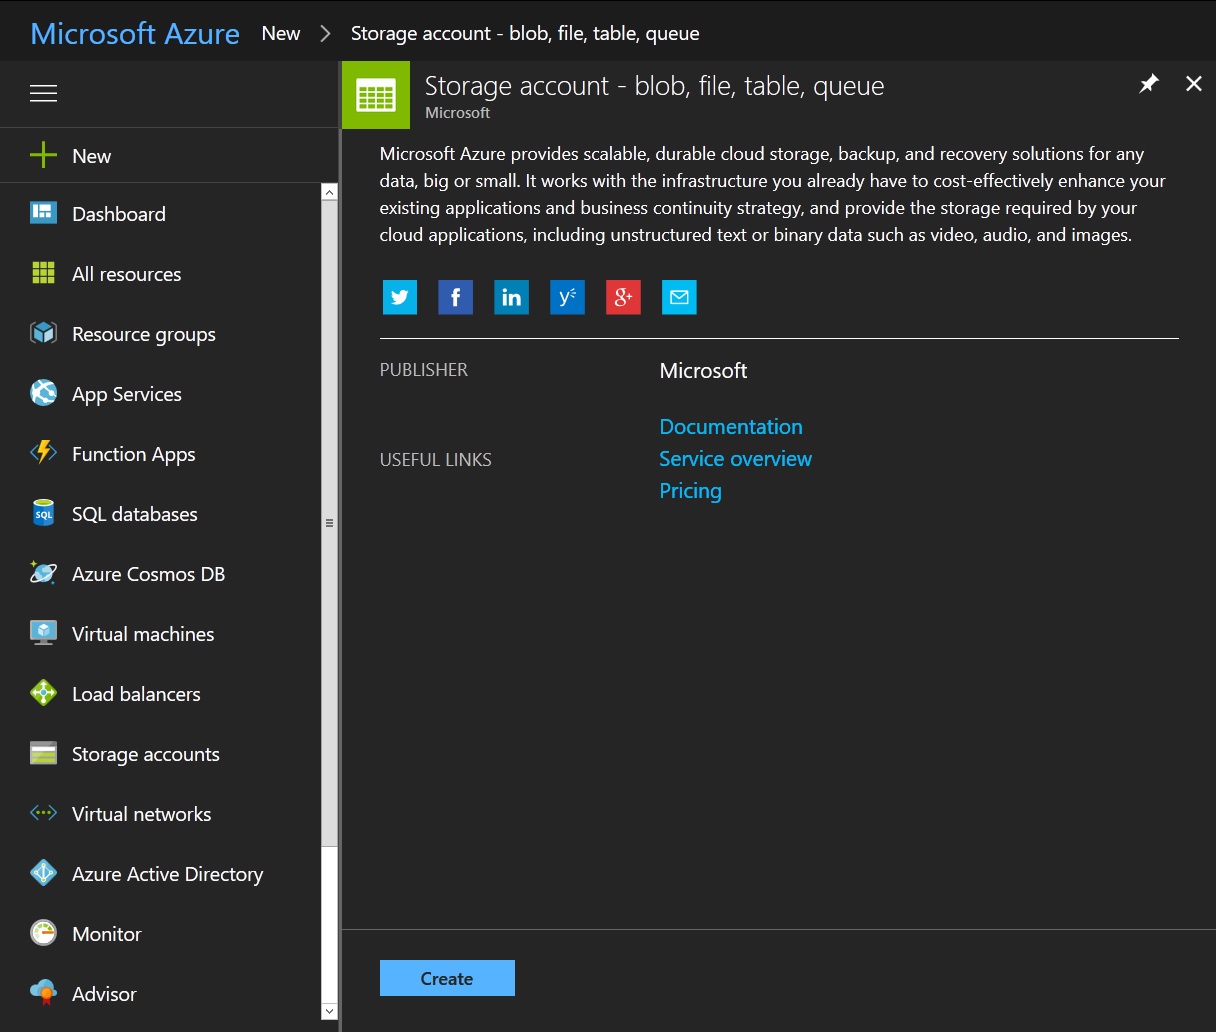 Microsoft Azure New > Storage account - blob, file, table, queue
Storage account - blob, file, table, queue
Microsoft
New
Dashboard
All resources
Resource groups
App Services
Function Apps
SQL
SQL databases
Azure Cosmos DB
Virtual machines
Load balancers
Storage accounts
Virtual networks
Azure Active Directory
Monitor
Advisor
Microsoft Azure provides scalable, durable cloud storage, backup, and recovery solutions for any
data, big or small. It works with the infrastructure you already have to cost-effectively enhance your
existing applications and business continuity strategy, and provide the storage required by your
cloud applications, including unstructured text or binary data such as video, audio, and images.
f in y g+
PUBLISHER Microsoft
USEFUL LINKS
Documentation
Service overview
Pricing
Create